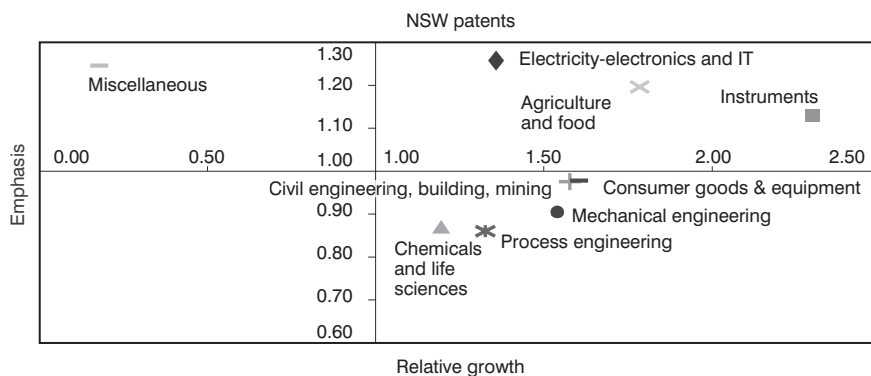 NSW patents
1.30
Electricity-electronics and IT
Miscellaneous
1.20
Agriculture
and food
Instruments
1.10
0.00 0.50 1.00 1.00 1.50 2.00 2.50
Civil engineering, building, mining
Consumer goods & equipment
0.90
Mechanical engineering
0.80
Process engineering
Chemicals
and life
sciences
0.70
0.60
Emphasis
Relative growth